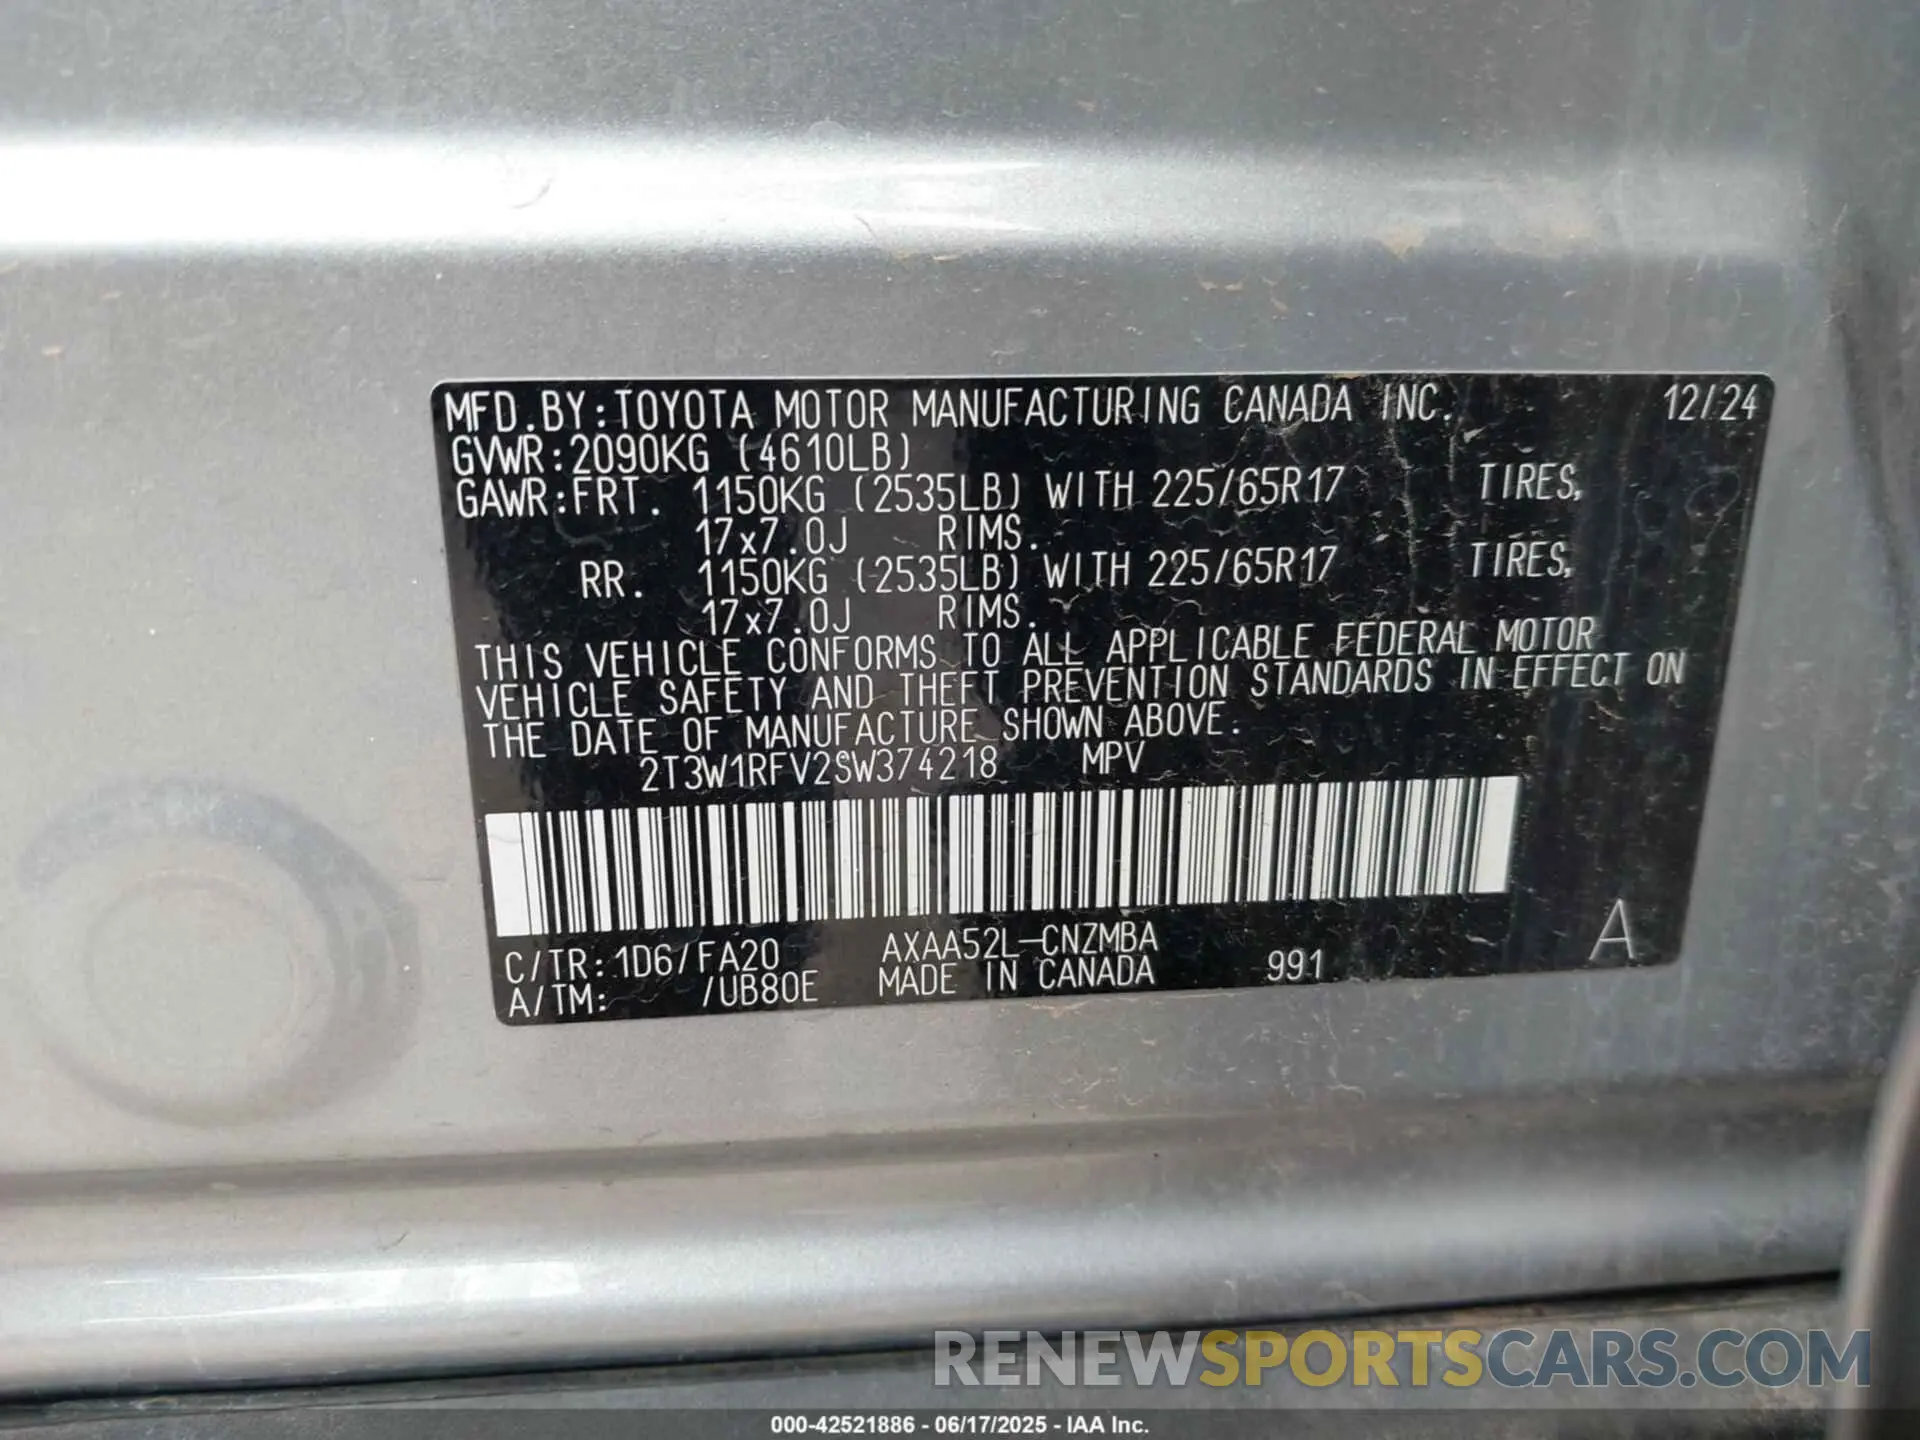 MFD.BY:TOYOTA MOTOR MANUFACTURING CANADA INC. 12/24
GVWR:2090KG (4610LB)
GAWR:FRT. 1150KG (2535LB) WITH 225/65R17 TIRES,
17x7.0J RIMS.
RR. 1150KG (2535LB) WITH 225/65R17 TIRES,
17x7.0J RIMS.
THIS VEHICLE CONFORMS TO ALL APPLICABLE FEDERAL MOTOR
VEHICLE SAFETY AND THEFT PREVENTION STANDARDS IN EFFECT ON
THE DATE OF MANUFACTURE SHOWN ABOVE.
2T3W1RFV2SW374218 MPV
C/TR:1D6/FA20 AXAA52L-CNZMBA
A/TM: /UB80E MADE IN CANADA 991 A
RENEWSPORTSCARS.COM
000-42521886 - 06/17/2025 - IAA Inc.